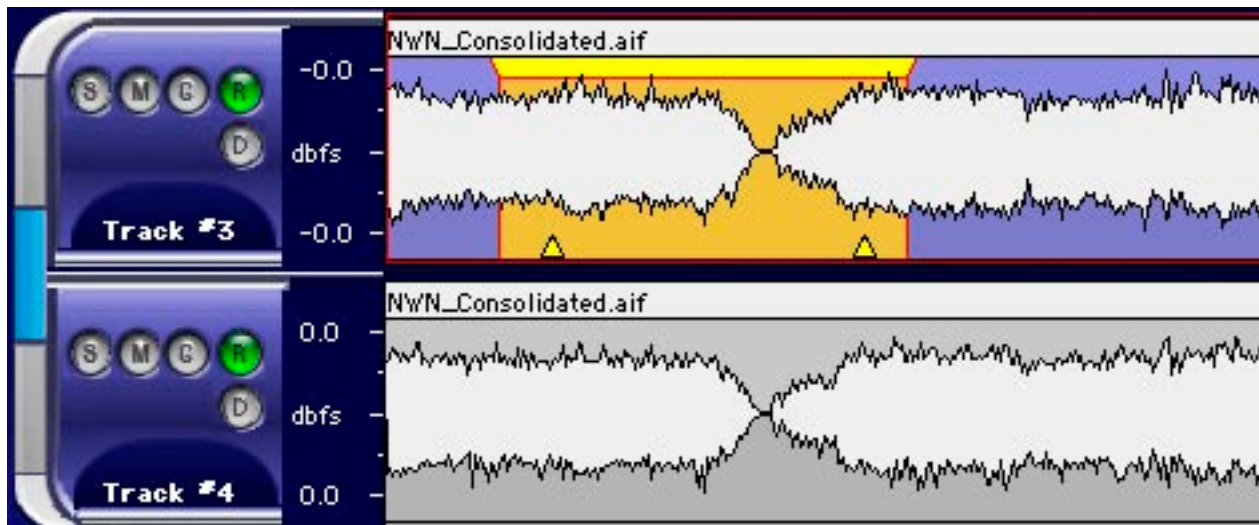 NWN_Consolidated.aif
S M G R
D
-0.0
dbfs
-0.0
Track #3
NWN_Consolidated.aif
S M G R
D
0.0
dbfs
0.0
Track #4